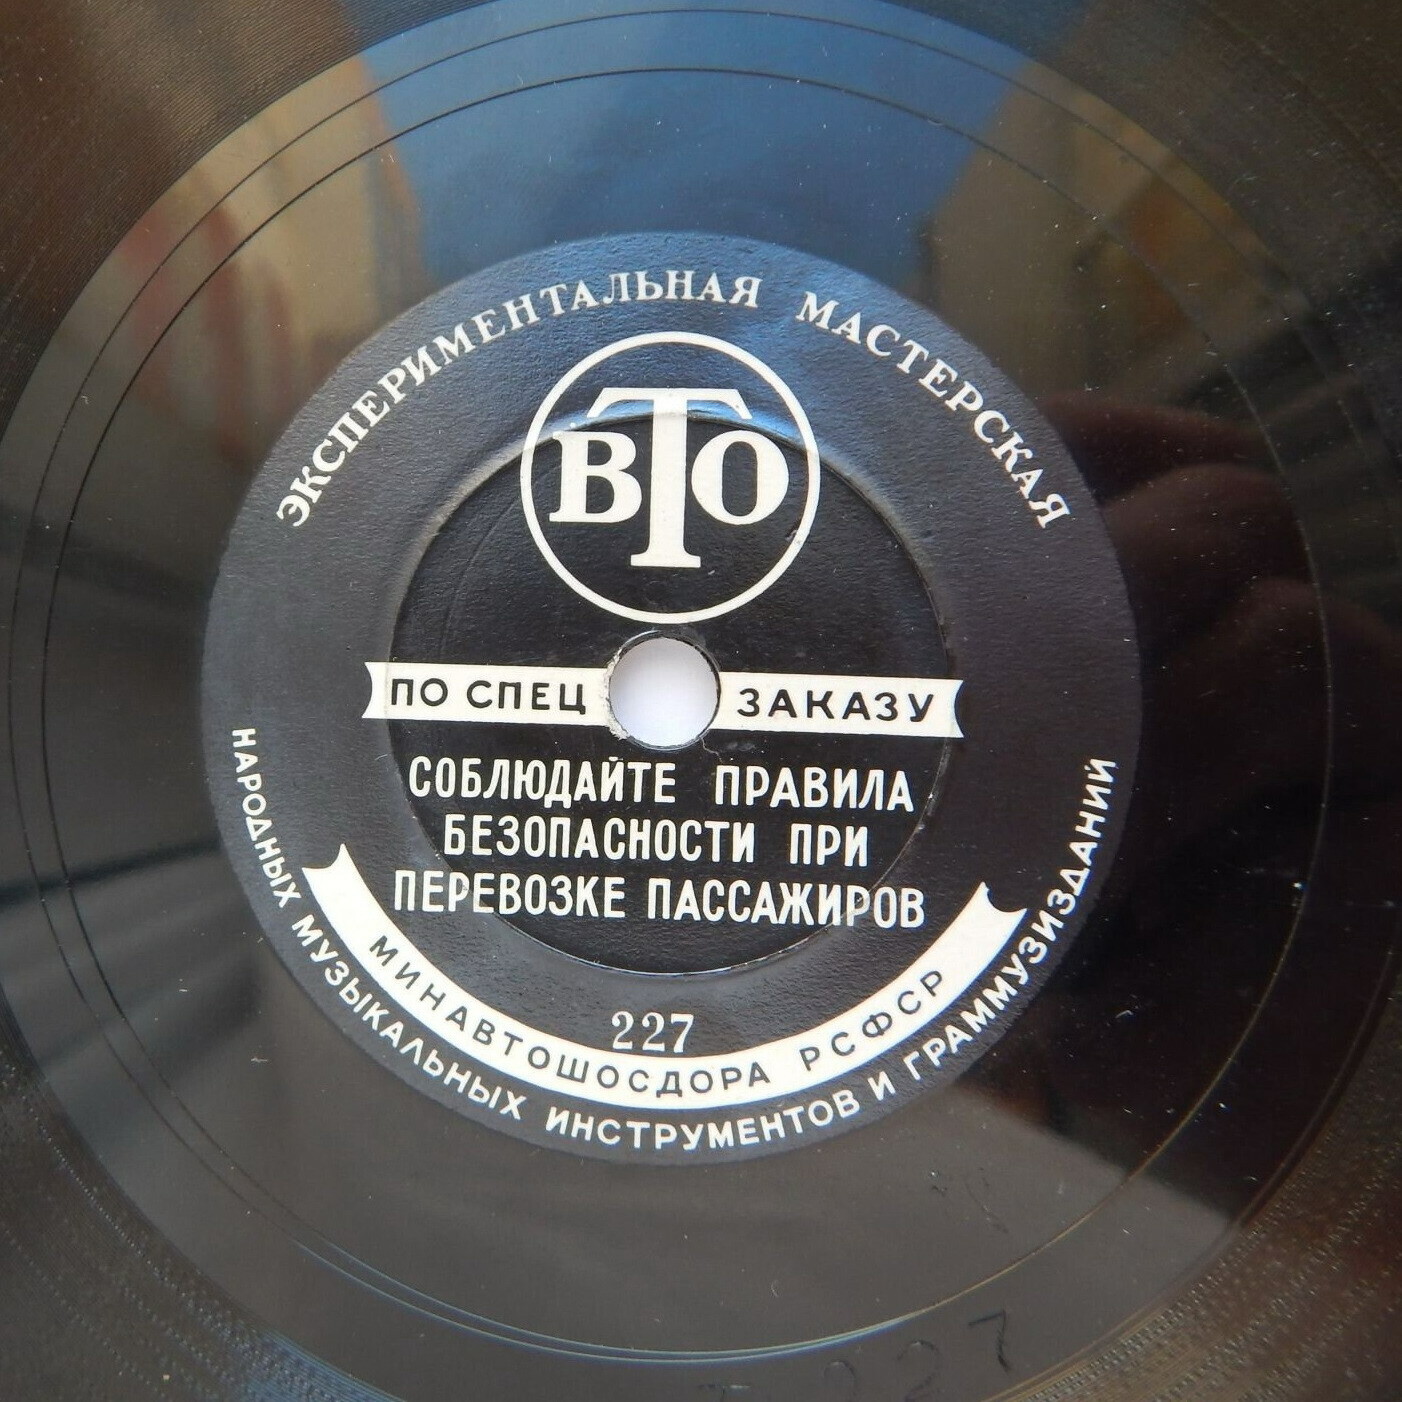 ЭКСПЕРИМЕНТАЛЬНАЯ МАСТЕРСКАЯ
ВТО
ПО СПЕЦ ЗАКАЗУ
СОБЛЮДАЙТЕ ПРАВИЛА
БЕЗОПАСНОСТИ ПРИ
ПЕРЕВОЗКЕ ПАССАЖИРОВ
227
МИНАВТОШОСДОРА РСФСР
НАРОДНЫХ МУЗЫКАЛЬНЫХ ИНСТРУМЕНТОВ И ГРАММУЗИЗДАНИЙ
227